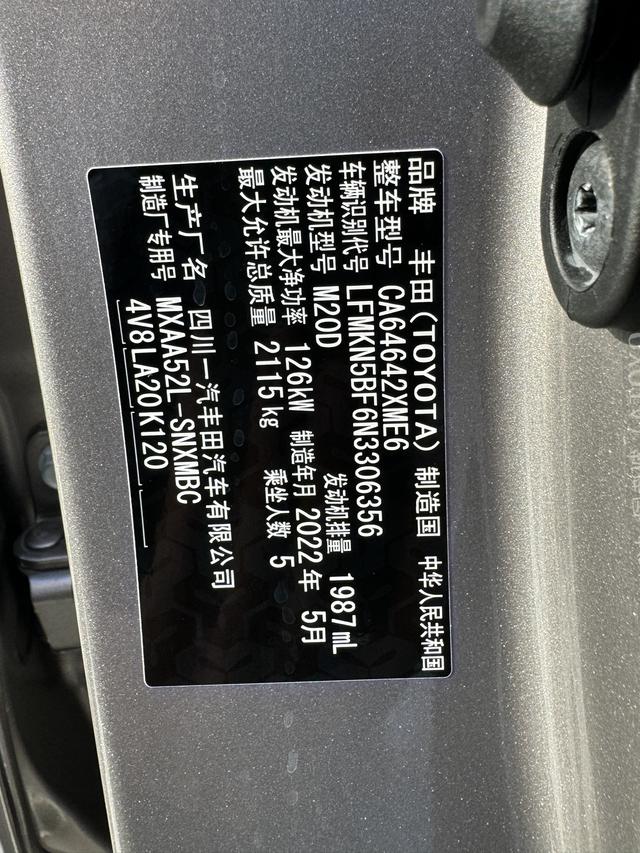 品牌 丰田(TOYOTA) 制造国 中华人民共和国
整车型号 CA64642XME6
车辆识别代号 LFMKN5BF6N3306356
发动机型号 M20D 发动机排量 1987mL
发动机最大净功率 126kW 制造年月 2022年 5月
最大允许总质量 2115kg 乘坐人数 5
生产厂名 四川一汽丰田汽车有限公司
制造厂专用号 MXAA52L-SNXMBC
4V8LA20K120